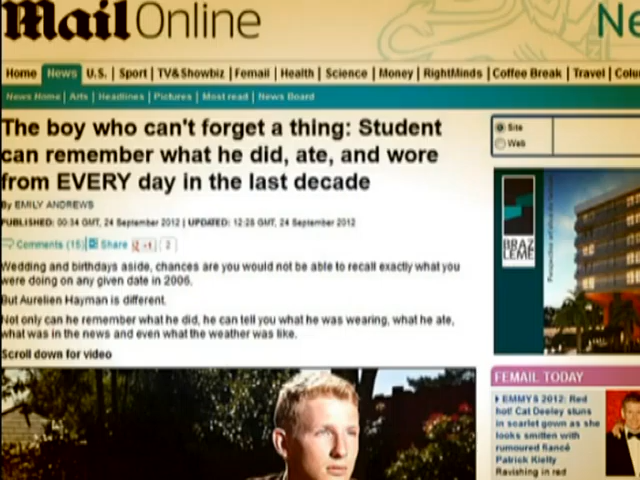 Mail Online
Ne
Home | News | U.S. | Sport | TV&Showbiz | Femail | Health | Science | Money | RightMinds | Coffee Break | Travel | Colu
News Home | Arts | Headlines | Pictures | Most read | News Board
The boy who can't forget a thing: Student
can remember what he did, ate, and wore
from EVERY day in the last decade
By EMILY ANDREWS
PUBLISHED: 00:34 GMT, 24 September 2012 | UPDATED: 12:28 GMT, 24 September 2012
Comments (15) Share +1 2
Site
Web
Wedding and birthdays aside, chances are you would not be able to recall exactly what you
were doing on any given date in 2006.
But Aurelien Hayman is different.
Not only can he remember what he did, he can tell you what he was wearing, what he ate,
what was in the news and even what the weather was like.
Scroll down for video
BRAZ
LEME
FEMAIL TODAY
EMMYS 2012: Red
hot! Cat Deeley stuns
in scarlet gown as she
looks smitten with
rumoured fiancé
Patrick Kielty
Ravishing in red